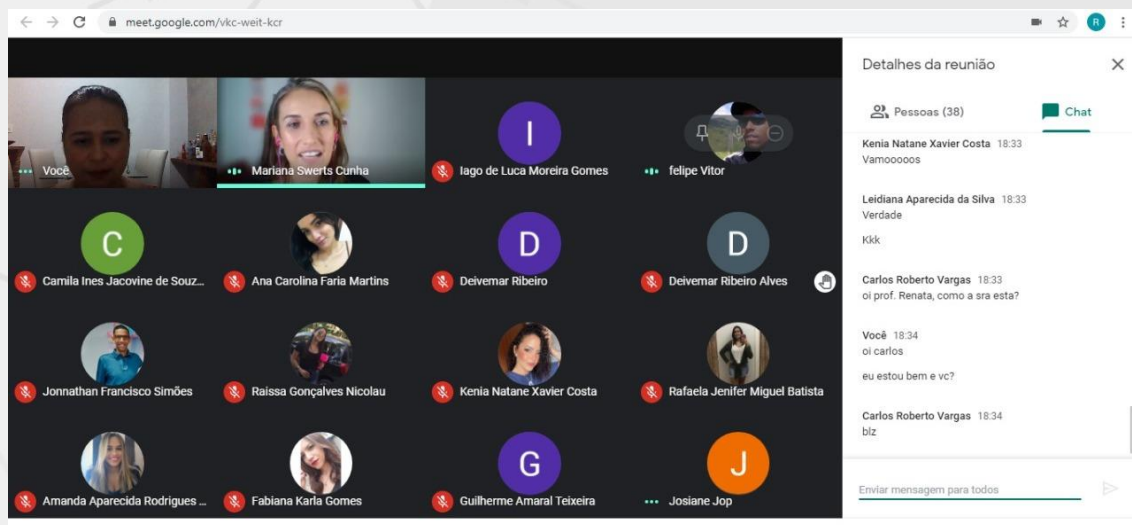 meet.google.com/vkc-weit-kcr
R
Você
Mariana Swerts Cunha
I
Iago de Luca Moreira Gomes
felipe Vitor
C
Camila Ines Jacovine de Souz...
Ana Carolina Faria Martins
D
Deivemar Ribeiro
D
Deivemar Ribeiro Alves
Jonnathan Francisco Simões
Raissa Gonçalves Nicolau
Kenia Natane Xavier Costa
Rafaela Jenifer Miguel Batista
Amanda Aparecida Rodrigues ...
Fabiana Karla Gomes
G
Guilherme Amaral Teixeira
J
Josiane Jop
Detalhes da reunião
Pessoas (38)
Chat
Kenia Natane Xavier Costa 18:33
Vamooooos
Leidiana Aparecida da Silva 18:33
Verdade
Kkk
Carlos Roberto Vargas 18:33
oi prof. Renata, como a sra esta?
Você 18:34
oi carlos
eu estou bem e vc?
Carlos Roberto Vargas 18:34
blz
Enviar mensagem para todos